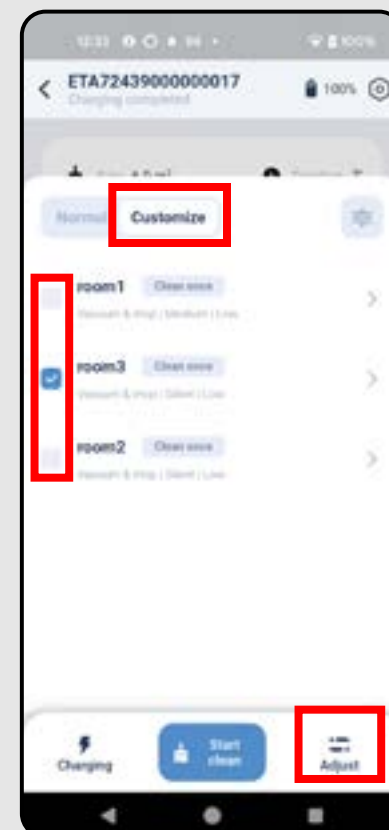 ETA72439000000017
Charging completed
100%
Normal Customize
room1 Clean once
Vacuum & mop | Medium | Low
room3 Clean once
Vacuum & mop | Silent | Low
room2 Clean once
Vacuum & mop | Silent | Low
Charging
Start
clean
Adjust